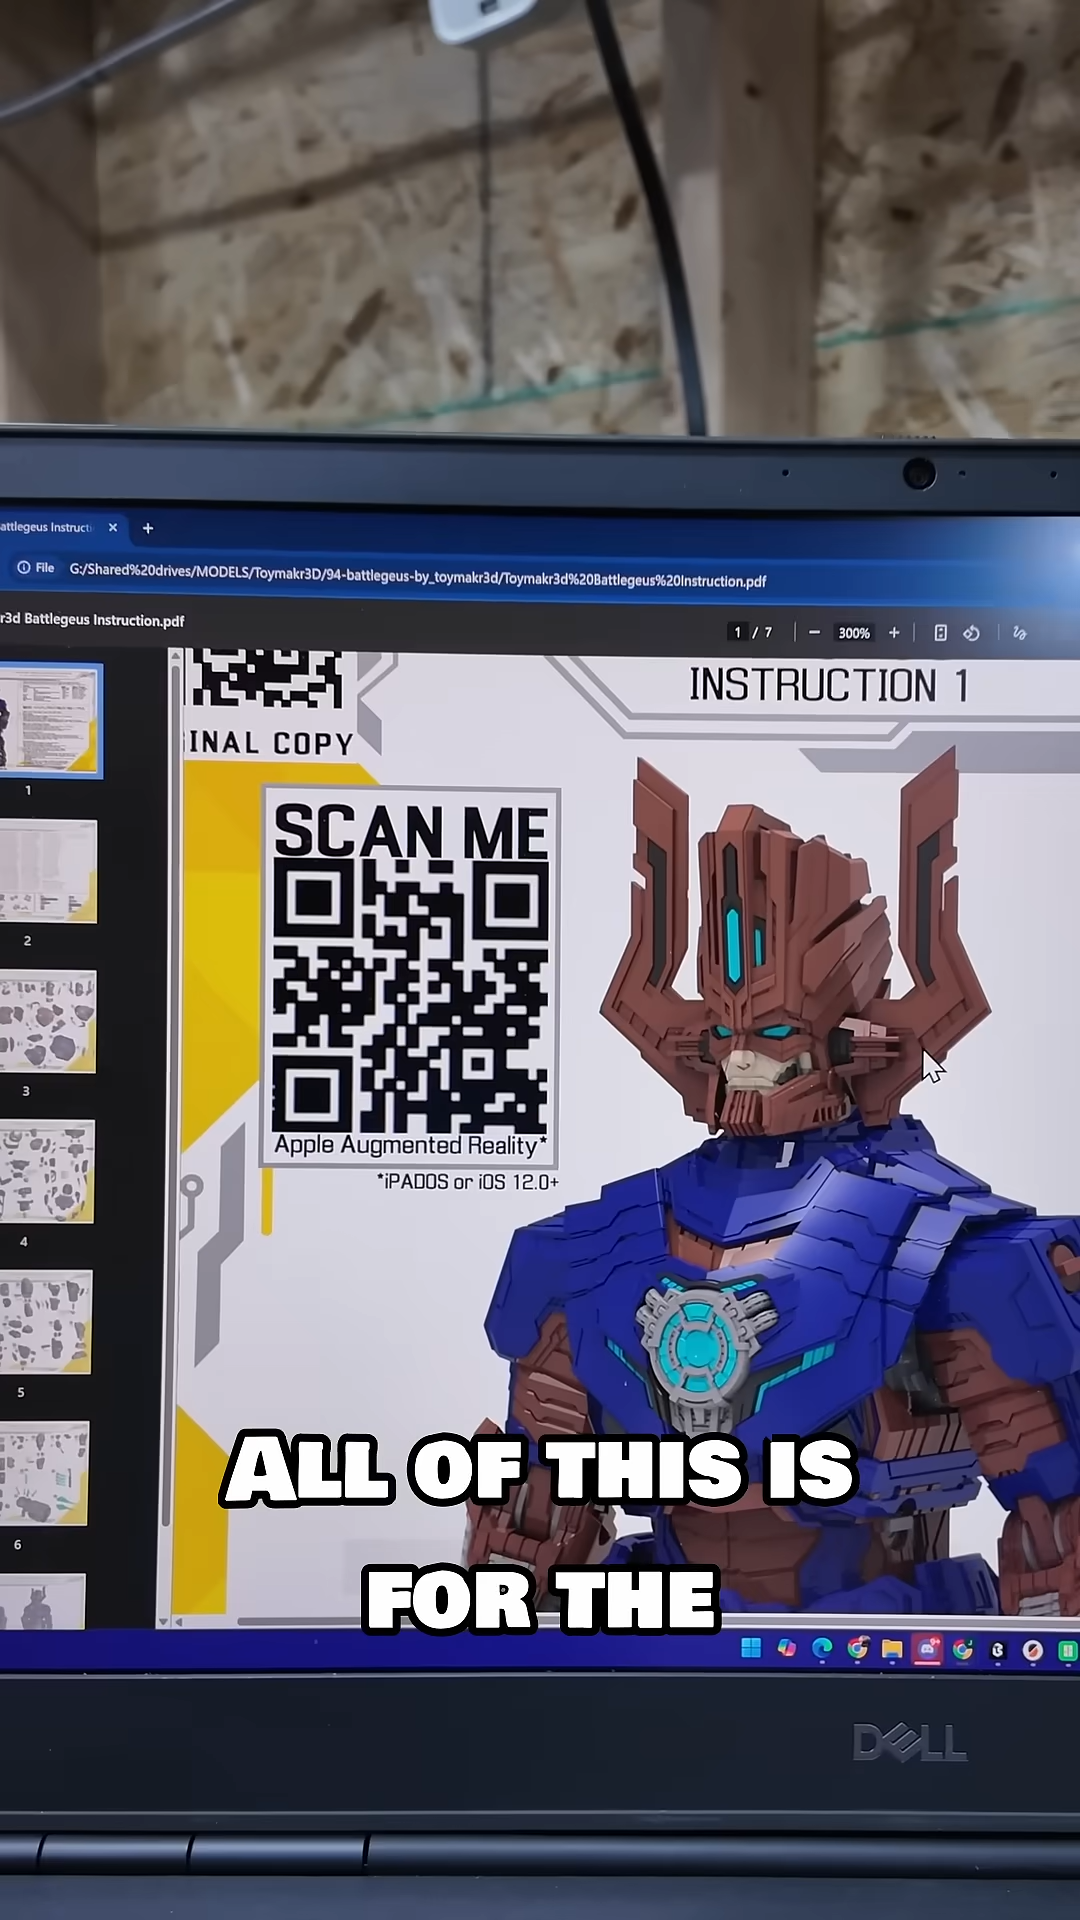 attlegeus Instructi
File G:/Shared%20drives/MODELS/Toymakr3D/94-battlegeus-by_toymakr3d/Toymakr3d%20Battlegeus%20Instruction.pdf
r3d Battlegeus Instruction.pdf
1 / 7
300%
INSTRUCTION 1
INAL COPY
SCAN ME
Apple Augmented Reality*
*iPADOS or iOS 12.0+
1
2
3
4
5
6
ALL OF THIS IS
FOR THE
DELL